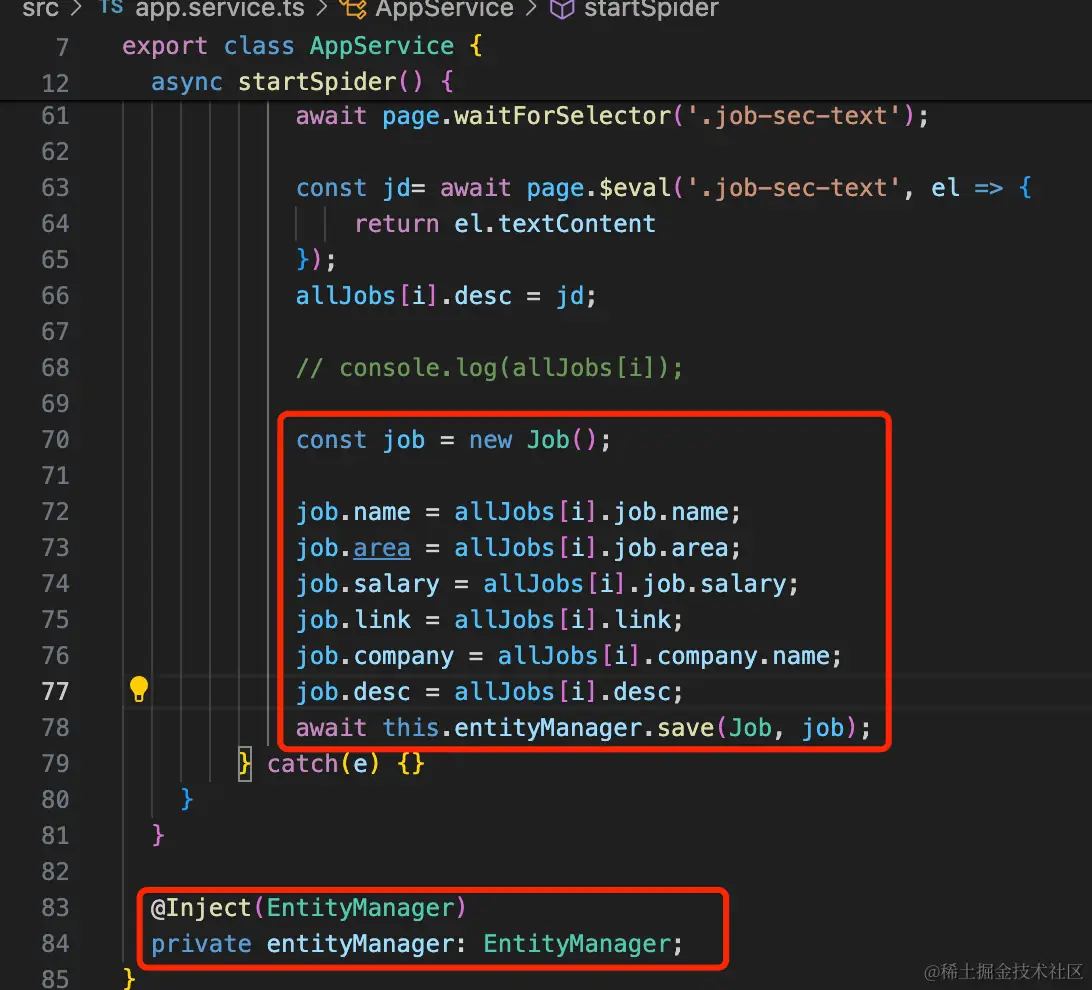 src > TS app.service.ts > AppService > startSpider
7 export class AppService {
12 async startSpider() {
61 await page.waitForSelector('.job-sec-text');
62
63 const jd= await page.$eval('.job-sec-text', el => {
64 return el.textContent
65 });
66 allJobs[i].desc = jd;
67
68 // console.log(allJobs[i]);
69
70 const job = new Job();
71
72 job.name = allJobs[i].job.name;
73 job.area = allJobs[i].job.area;
74 job.salary = allJobs[i].job.salary;
75 job.link = allJobs[i].link;
76 job.company = allJobs[i].company.name;
77 job.desc = allJobs[i].desc;
78 await this.entityManager.save(Job, job);
79 } catch(e) {}
80 }
81 }
82
83 @Inject(EntityManager)
84 private entityManager: EntityManager;
85 }
@稀土掘金技术社区